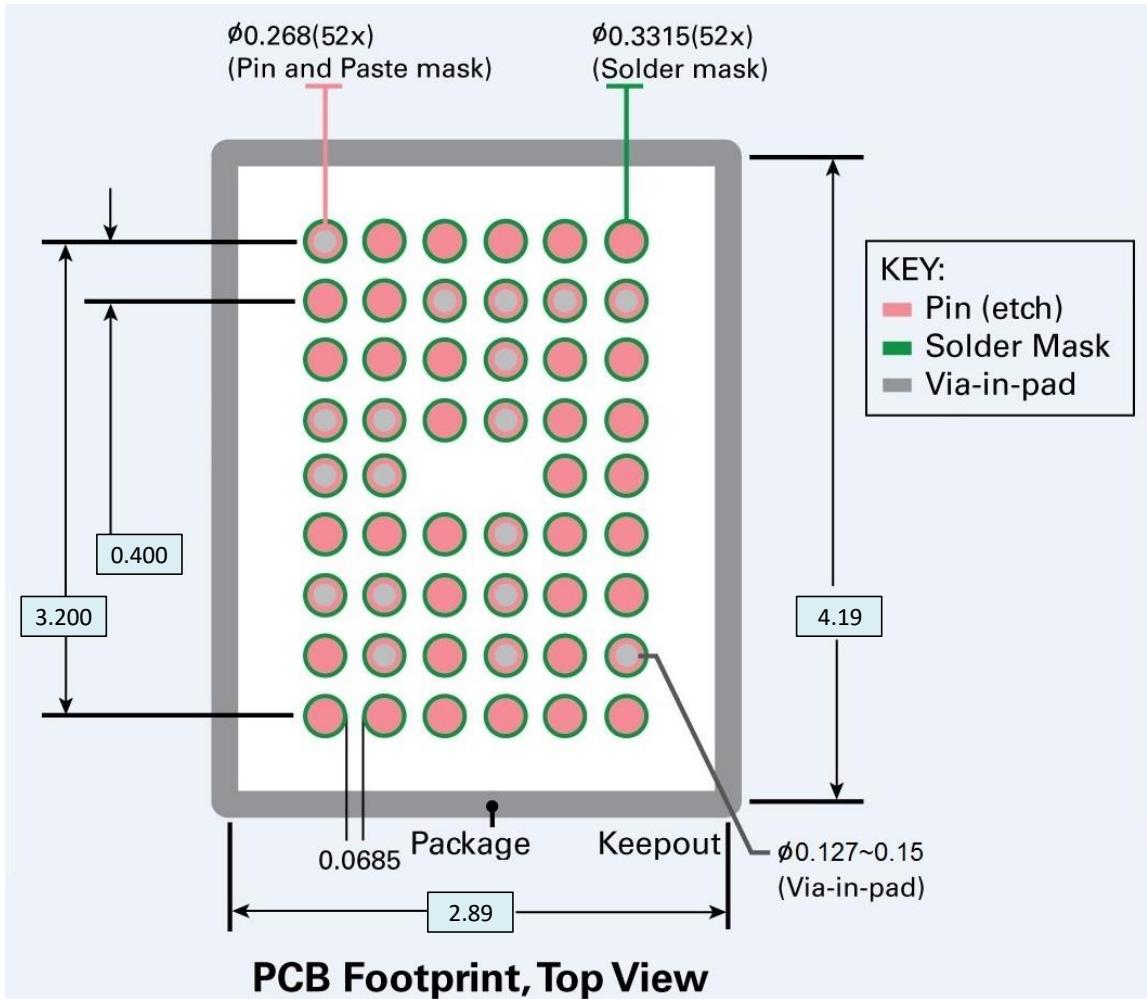 ø0.268(52x)
(Pin and Paste mask)
ø0.3315(52x)
(Solder mask)
KEY:
Pin (etch)
Solder Mask
Via-in-pad
0.400
3.200
4.19
Package
Keepout
0.0685
ø0.127~0.15
(Via-in-pad)
2.89
PCB Footprint, Top View